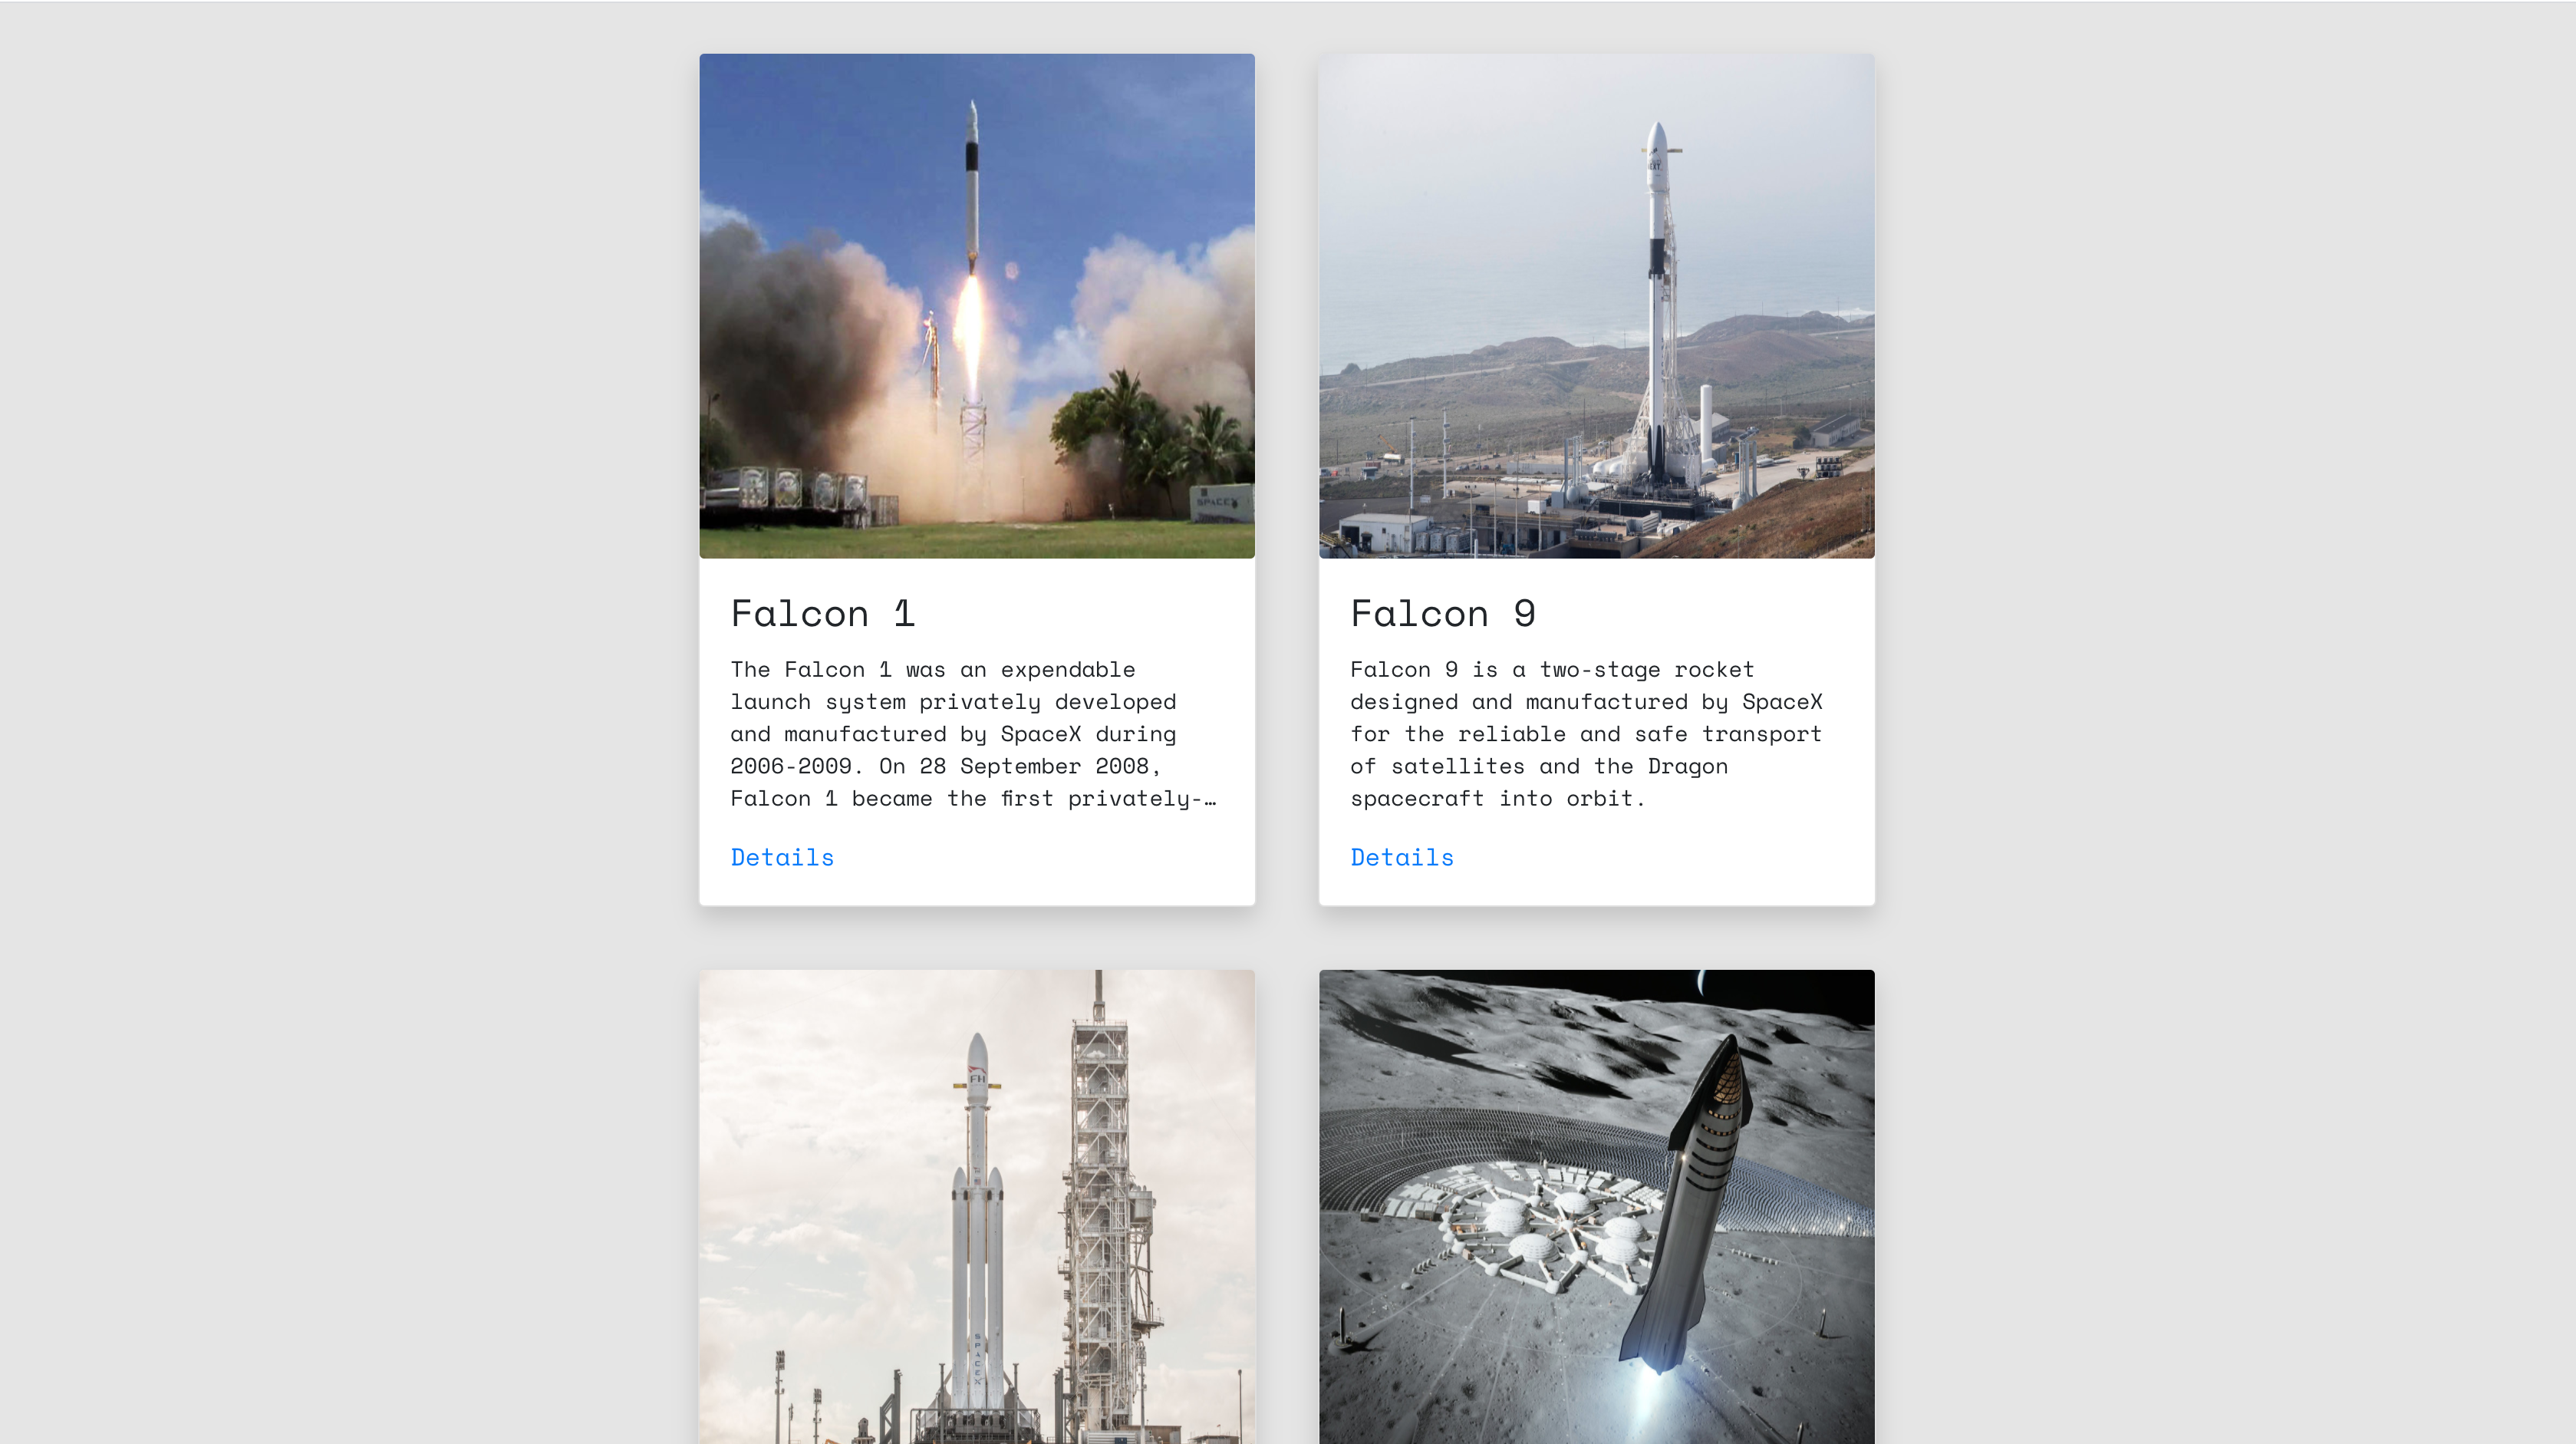 SPACEX
Falcon 1
The Falcon 1 was an expendable
launch system privately developed
and manufactured by SpaceX during
2006-2009. On 28 September 2008,
Falcon 1 became the first privately-…
Details
Falcon 9
Falcon 9 is a two-stage rocket
designed and manufactured by SpaceX
for the reliable and safe transport
of satellites and the Dragon
spacecraft into orbit.
Details
FH
SPACEX